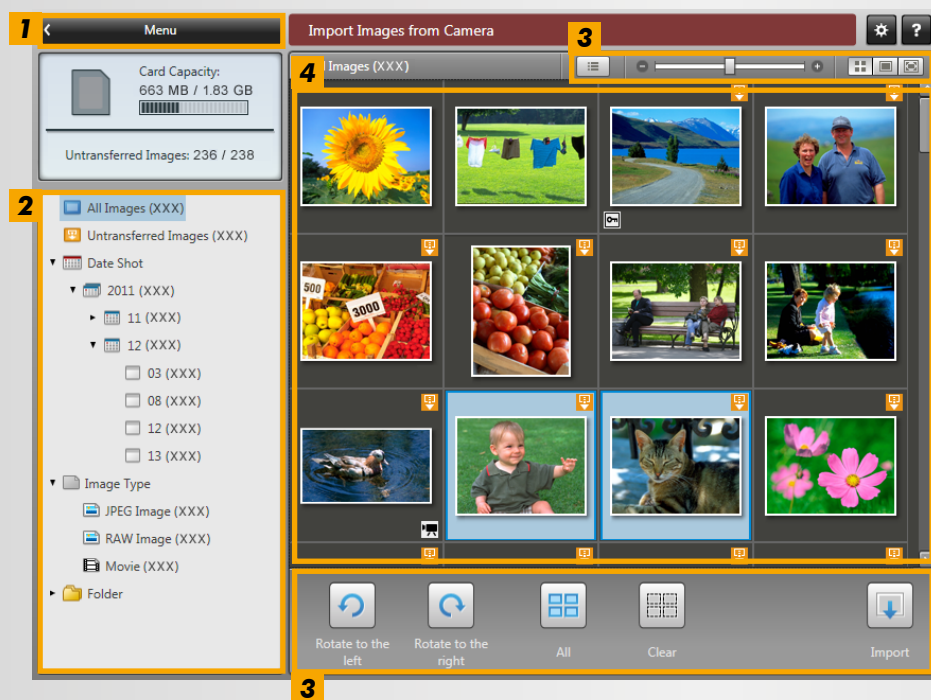 1
Menu
Import Images from Camera
?
3
Card Capacity:
663 MB / 1.83 GB
Untransferred Images: 236 / 238
4
Images (XXX)
2
All Images (XXX)
Untransferred Images (XXX)
Date Shot
2011 (XXX)
11 (XXX)
12 (XXX)
03 (XXX)
08 (XXX)
12 (XXX)
13 (XXX)
Image Type
JPEG Image (XXX)
RAW Image (XXX)
Movie (XXX)
Folder
500
3000
Rotate to the
left
Rotate to the
right
All
Clear
Import
3